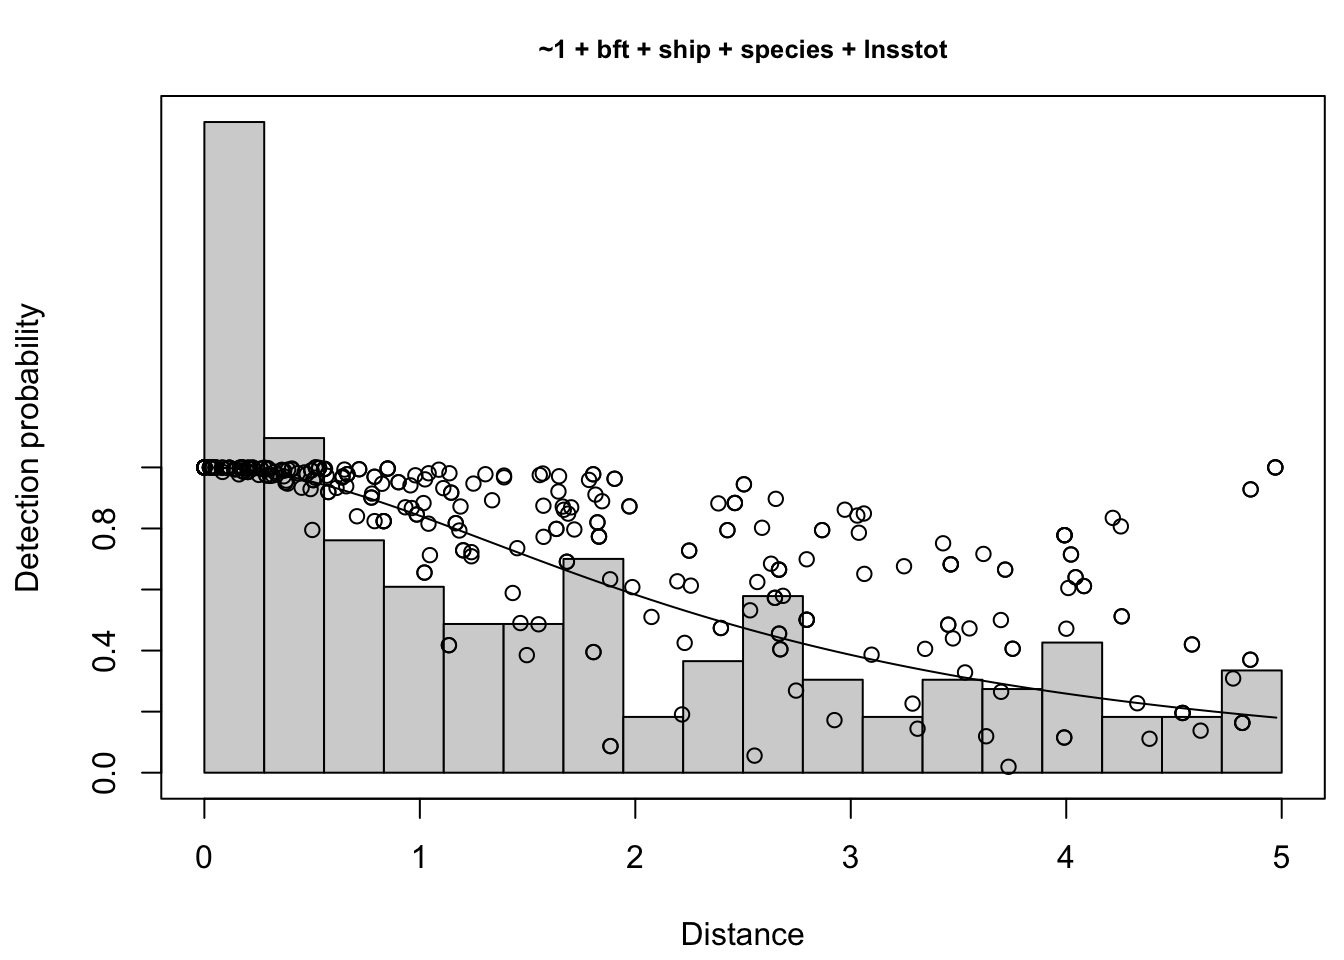 ~1 + bft + ship + species + lnsstot
Detection probability
0.8
0.4
0.0
0 1 2 3 4 5
Distance